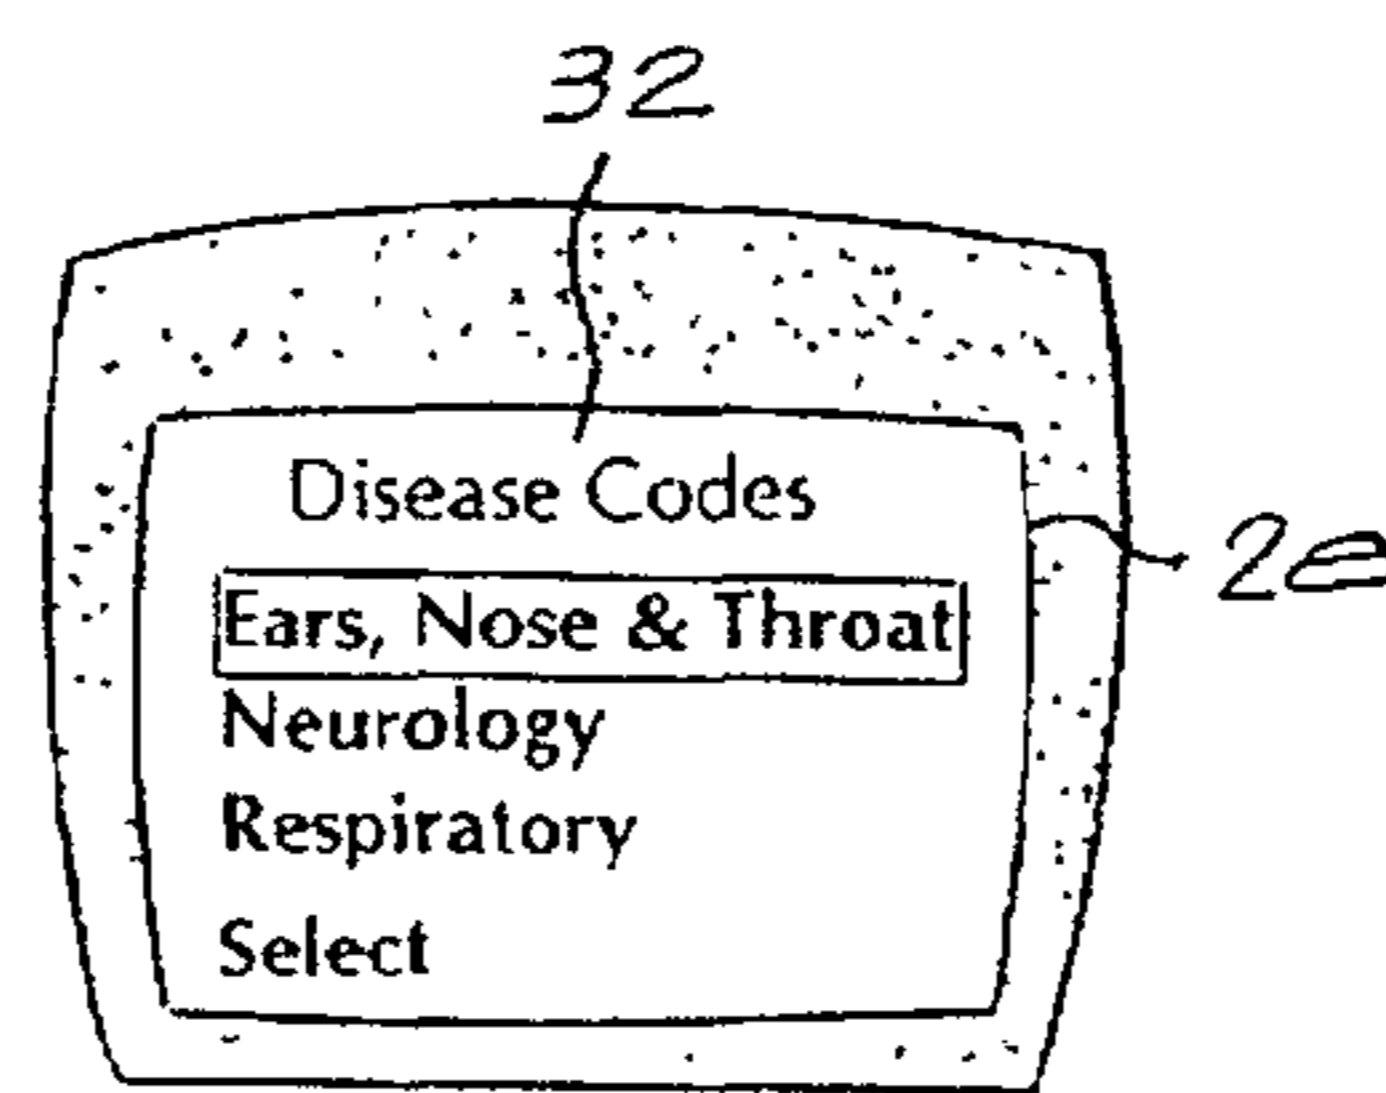 32
Disease Codes
Ears, Nose & Throat
Neurology
Respiratory
Select